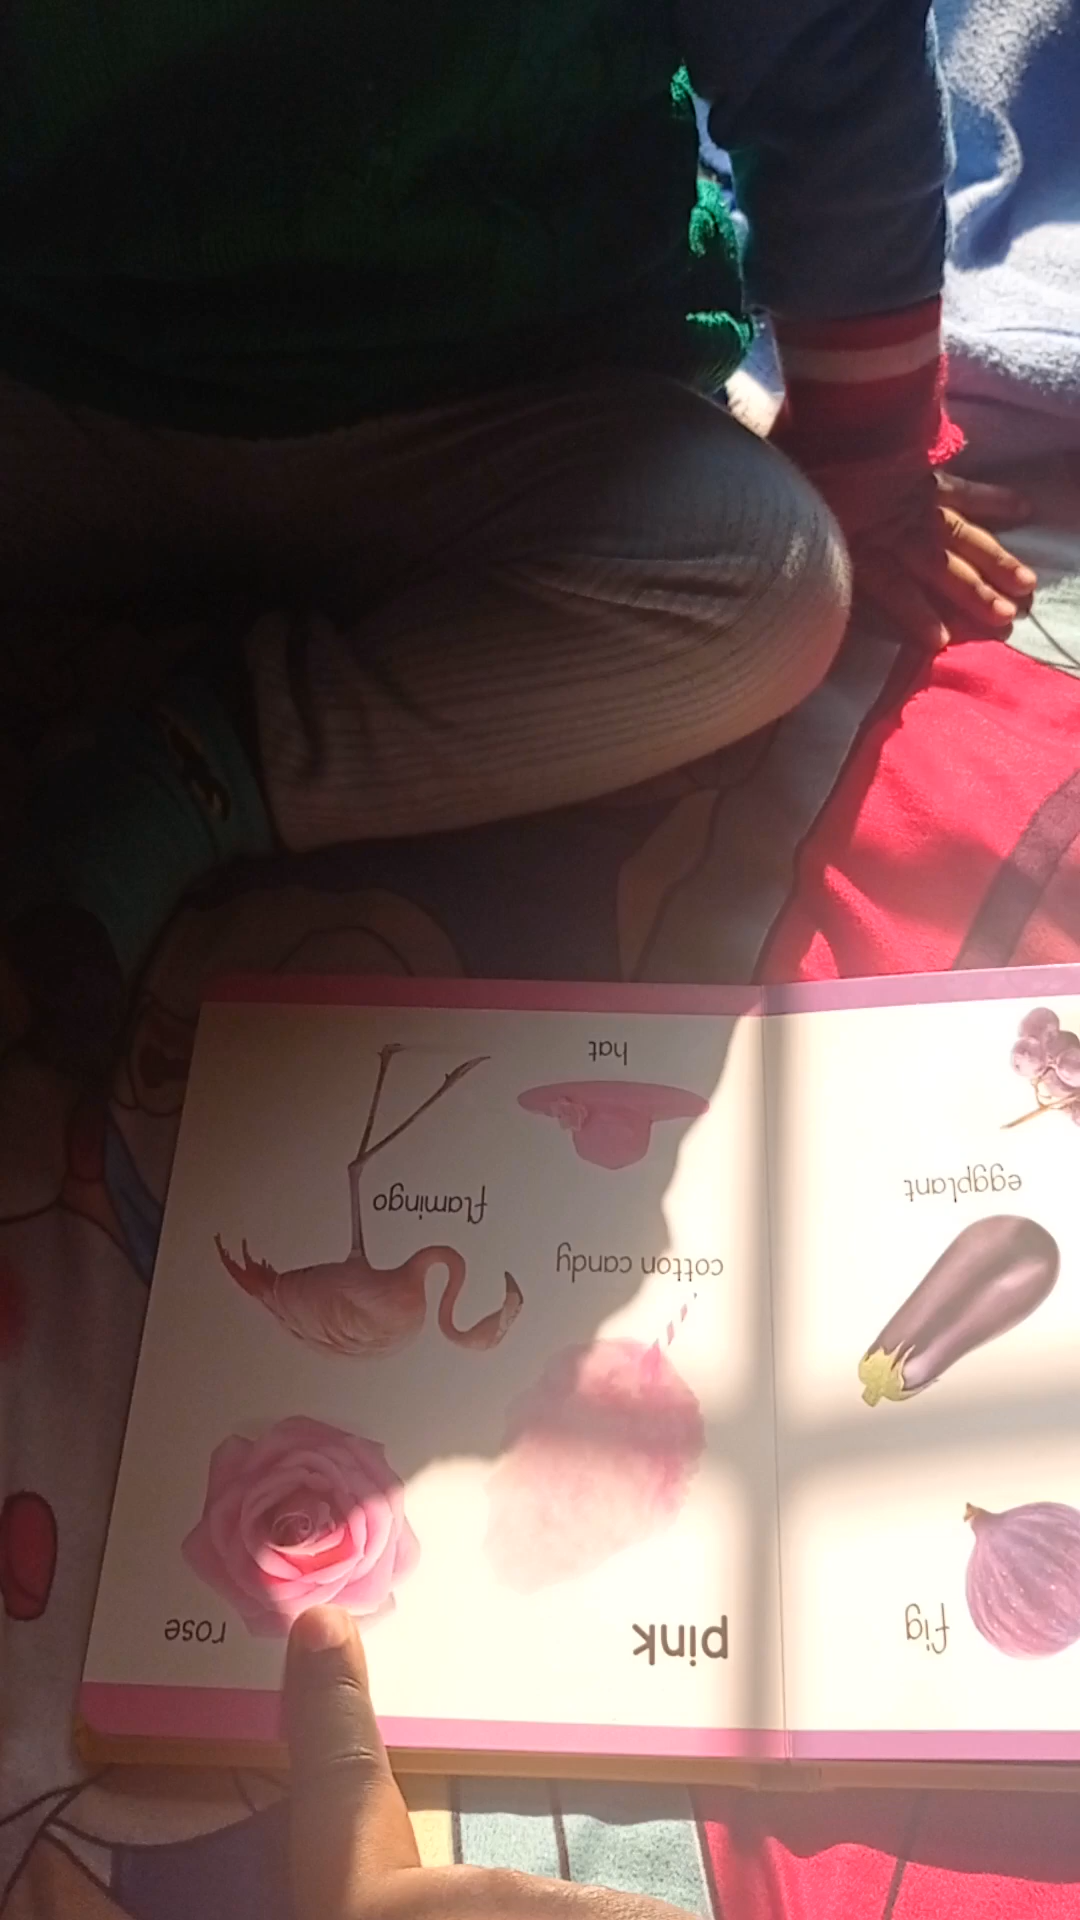 pink
rose
cotton candy
flamingo
hat
fig
eggplant